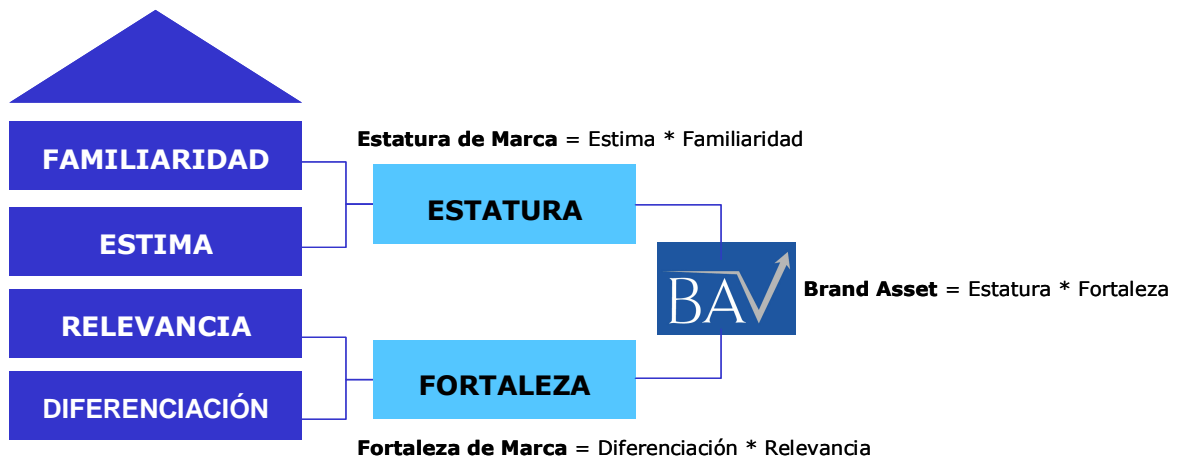 FAMILIARIDAD
ESTIMA
RELEVANCIA
DIFERENCIACIÓN
Estatura de Marca = Estima * Familiaridad
ESTATURA
FORTALEZA
Fortaleza de Marca = Diferenciación * Relevancia
BAV
Brand Asset = Estatura * Fortaleza